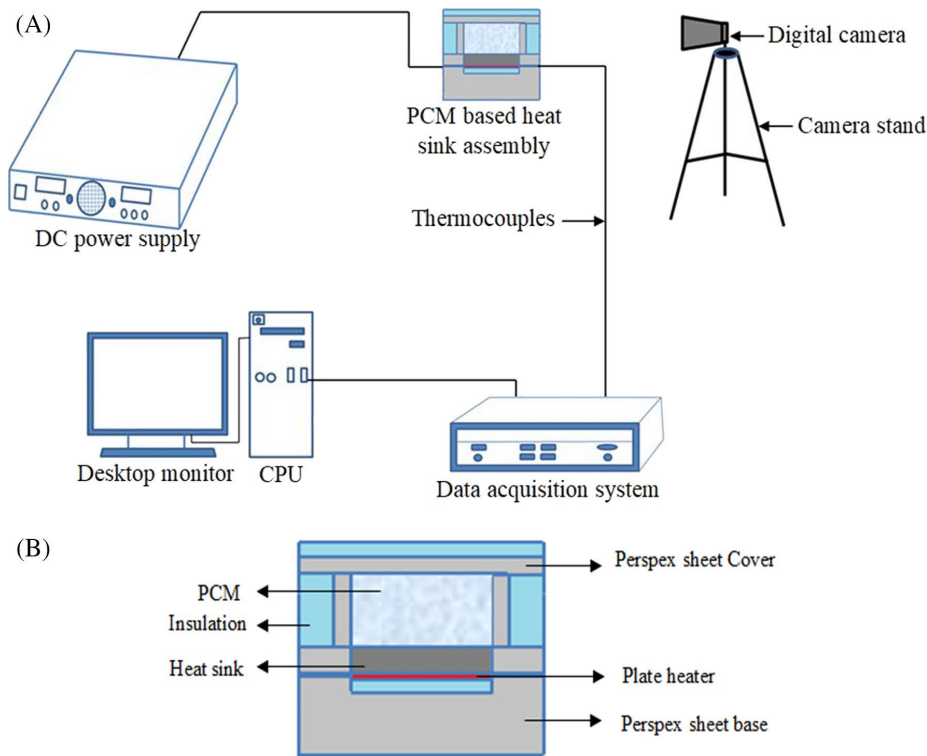 (A)
Digital camera
PCM based heat
sink assembly
Camera stand
Thermocouples
DC power supply
Desktop monitor
CPU
Data acquisition system
(B)
Perspex sheet Cover
PCM
Insulation
Heat sink
Plate heater
Perspex sheet base